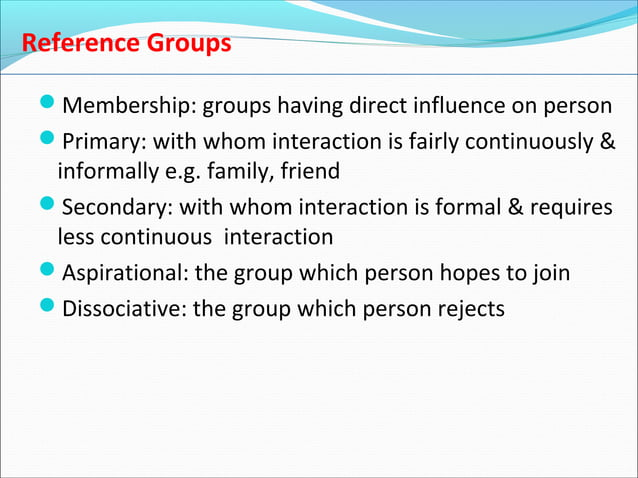 Reference Groups
Membership: groups having direct influence on person
Primary: with whom interaction is fairly continuously &
informally e.g. family, friend
Secondary: with whom interaction is formal & requires
less continuous  interaction
Aspirational: the group which person hopes to join
Dissociative: the group which person rejects